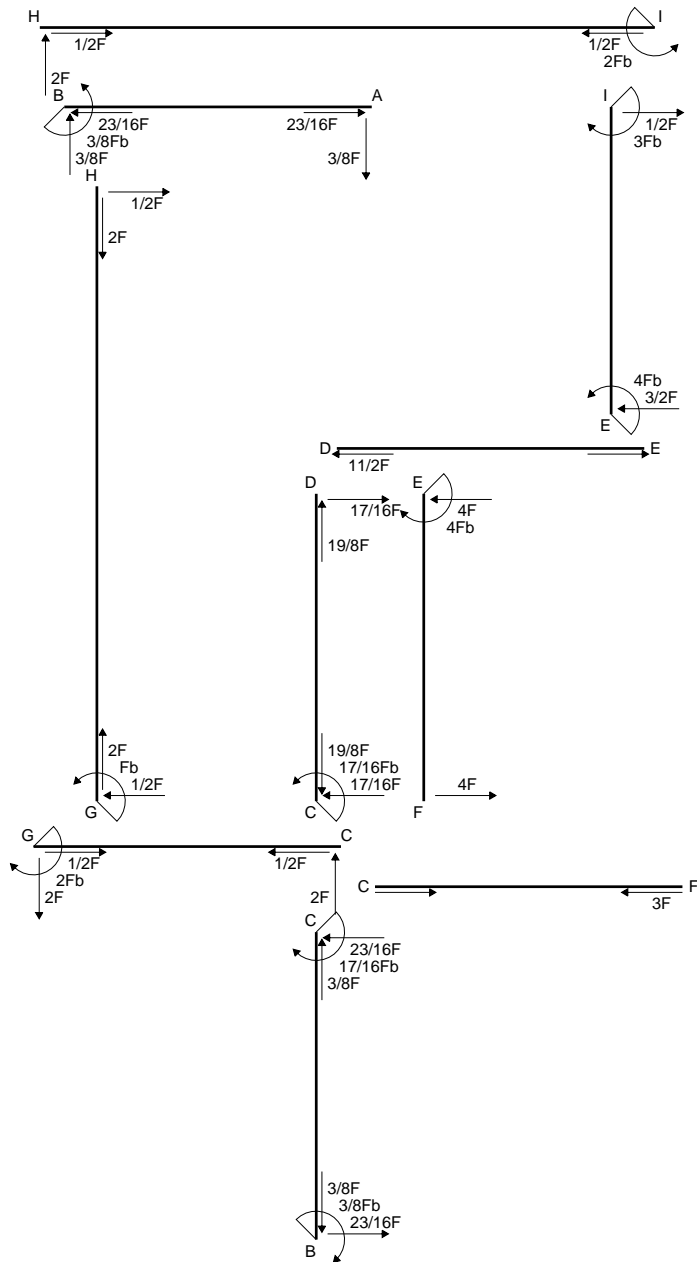 H I
1/2F 1/2F
2Fb
2F
B A I
23/16F 23/16F 1/2F
3/8Fb 3Fb
3/8F 3/8F
H
1/2F
2F
4Fb
3/2F
E
D E
11/2F
D E
17/16F 4F
4Fb
19/8F
2F 19/8F
Fb 17/16Fb
1/2F 17/16F 4F
G C F
G C
1/2F 1/2F
2Fb
2F 2F
C F
3F
C
23/16F
17/16Fb
3/8F
3/8F
3/8Fb
23/16F
B